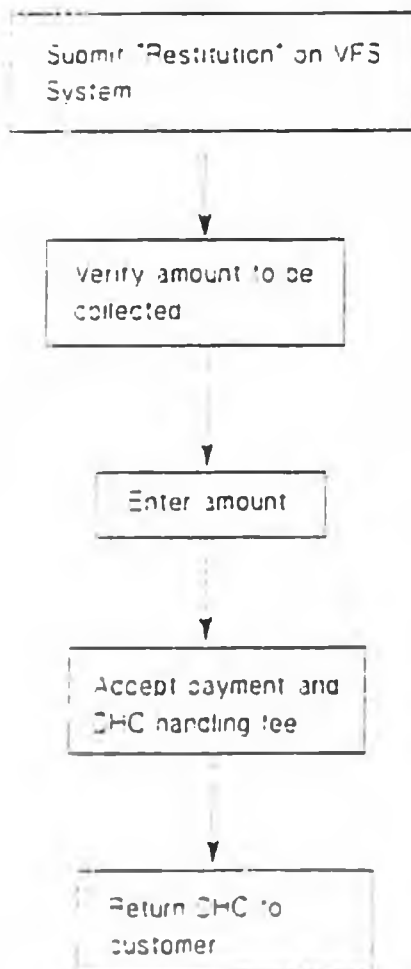 Submit "Restitution" on VFS
System
Verify amount to be
collected
Enter amount
Accept payment and
CHC handling fee
Return CHC to
customer